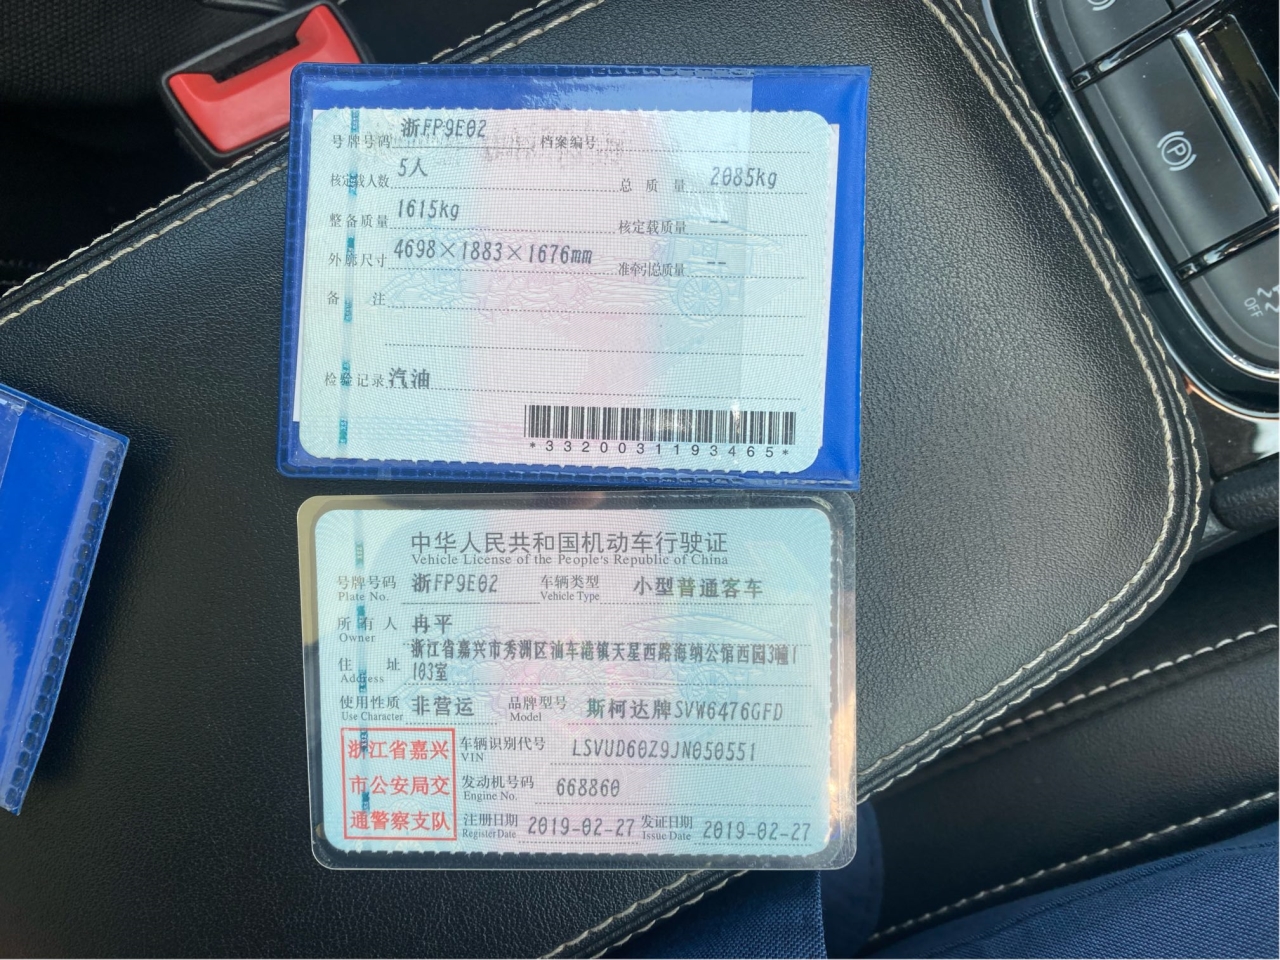 号牌号码 浙FP9E02 档案编号
核定载人数 5人 总质量 2085kg
整备质量 1615kg 核定载质量 --
外廓尺寸 4698×1883×1676mm 准牵引总质量 --
备注
检验记录 汽油
*3320031193465*
中华人民共和国机动车行驶证
Vehicle License of the People's Republic of China
号牌号码 浙FP9E02 车辆类型 小型普通客车
Plate No. Vehicle Type
所有人 冉平
Owner
住址 浙江省嘉兴市秀洲区油车港镇天星西路海纳公馆西园3幢1
Address 103室
使用性质 非营运 品牌型号 斯柯达牌SVW6476GFD
Use Character Model
浙江省嘉兴
市公安局交
通警察支队
车辆识别代号 LSVUD60Z9JN050551
VIN
发动机号码 668860
Engine No.
注册日期 2019-02-27 发证日期 2019-02-27
Register Date Issue Date
P
OFF